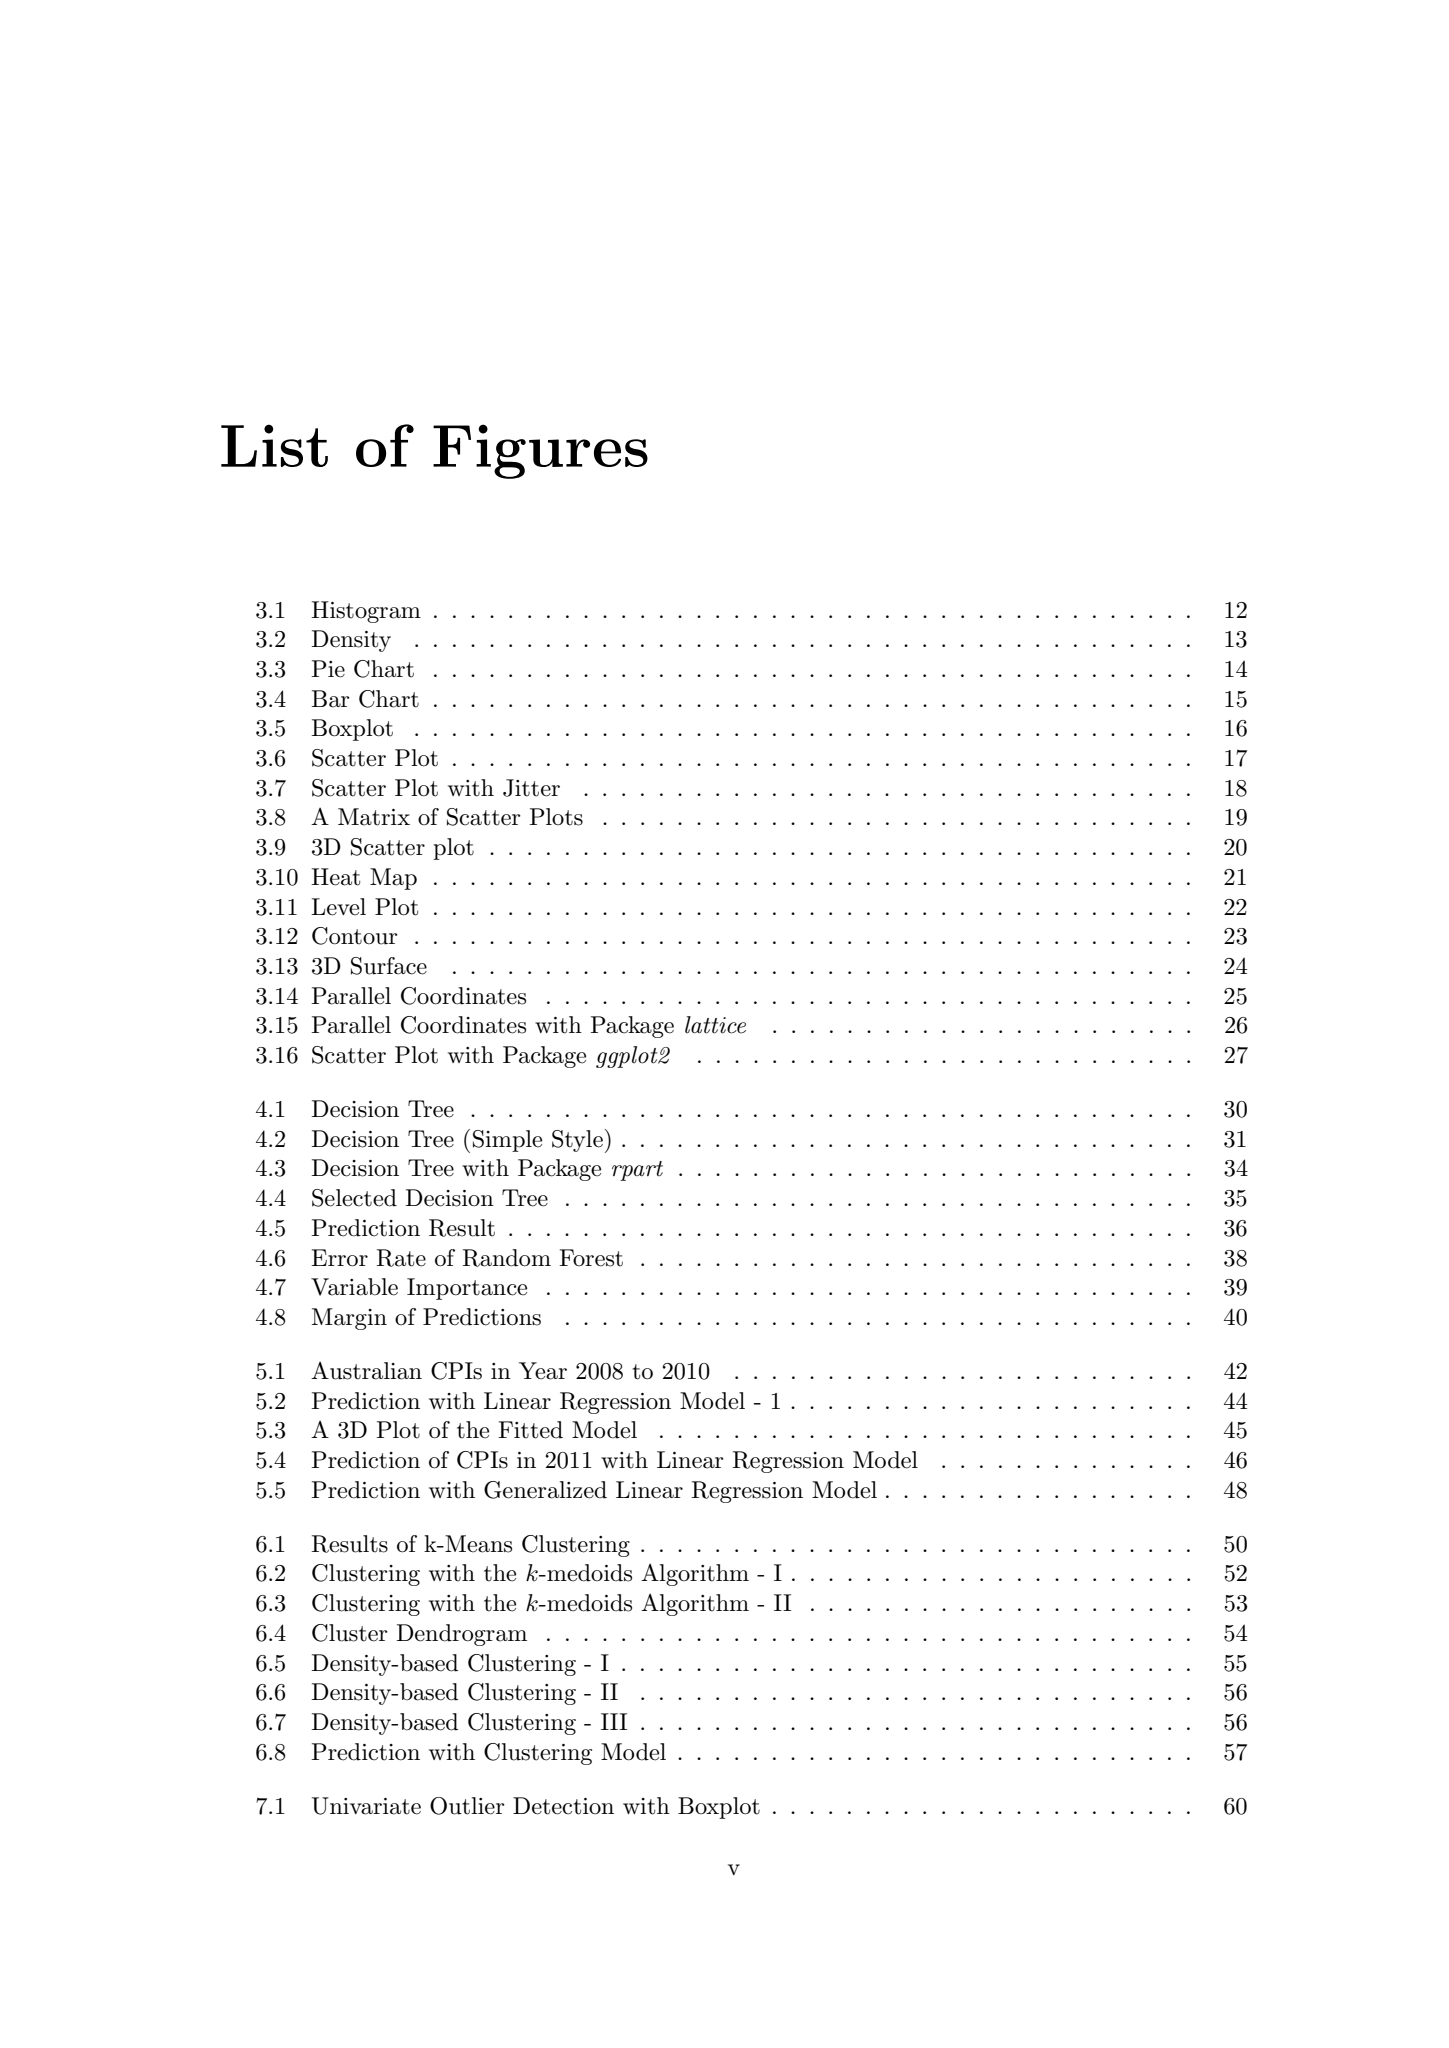 List of Figures
3.1 Histogram . . . . . . . . . . . . . . . . . . . . . . . . . . . . . . . . . . . . . . . . . 12
3.2 Density . . . . . . . . . . . . . . . . . . . . . . . . . . . . . . . . . . . . . . . . . . 13
3.3 Pie Chart . . . . . . . . . . . . . . . . . . . . . . . . . . . . . . . . . . . . . . . . . 14
3.4 Bar Chart . . . . . . . . . . . . . . . . . . . . . . . . . . . . . . . . . . . . . . . . . 15
3.5 Boxplot . . . . . . . . . . . . . . . . . . . . . . . . . . . . . . . . . . . . . . . . . . 16
3.6 Scatter Plot . . . . . . . . . . . . . . . . . . . . . . . . . . . . . . . . . . . . . . . . 17
3.7 Scatter Plot with Jitter . . . . . . . . . . . . . . . . . . . . . . . . . . . . . . . . . 18
3.8 A Matrix of Scatter Plots . . . . . . . . . . . . . . . . . . . . . . . . . . . . . . . . 19
3.9 3D Scatter plot . . . . . . . . . . . . . . . . . . . . . . . . . . . . . . . . . . . . . . 20
3.10 Heat Map . . . . . . . . . . . . . . . . . . . . . . . . . . . . . . . . . . . . . . . . . 21
3.11 Level Plot . . . . . . . . . . . . . . . . . . . . . . . . . . . . . . . . . . . . . . . . . 22
3.12 Contour . . . . . . . . . . . . . . . . . . . . . . . . . . . . . . . . . . . . . . . . . . 23
3.13 3D Surface . . . . . . . . . . . . . . . . . . . . . . . . . . . . . . . . . . . . . . . . 24
3.14 Parallel Coordinates . . . . . . . . . . . . . . . . . . . . . . . . . . . . . . . . . . . 25
3.15 Parallel Coordinates with Package lattice . . . . . . . . . . . . . . . . . . . . . . . 26
3.16 Scatter Plot with Package ggplot2 . . . . . . . . . . . . . . . . . . . . . . . . . . . 27
4.1 Decision Tree . . . . . . . . . . . . . . . . . . . . . . . . . . . . . . . . . . . . . . . 30
4.2 Decision Tree (Simple Style) . . . . . . . . . . . . . . . . . . . . . . . . . . . . . . . 31
4.3 Decision Tree with Package rpart . . . . . . . . . . . . . . . . . . . . . . . . . . . . 34
4.4 Selected Decision Tree . . . . . . . . . . . . . . . . . . . . . . . . . . . . . . . . . . 35
4.5 Prediction Result . . . . . . . . . . . . . . . . . . . . . . . . . . . . . . . . . . . . . 36
4.6 Error Rate of Random Forest . . . . . . . . . . . . . . . . . . . . . . . . . . . . . . 38
4.7 Variable Importance . . . . . . . . . . . . . . . . . . . . . . . . . . . . . . . . . . . 39
4.8 Margin of Predictions . . . . . . . . . . . . . . . . . . . . . . . . . . . . . . . . . . 40
5.1 Australian CPIs in Year 2008 to 2010 . . . . . . . . . . . . . . . . . . . . . . . . . 42
5.2 Prediction with Linear Regression Model - 1 . . . . . . . . . . . . . . . . . . . . . . 44
5.3 A 3D Plot of the Fitted Model . . . . . . . . . . . . . . . . . . . . . . . . . . . . . 45
5.4 Prediction of CPIs in 2011 with Linear Regression Model . . . . . . . . . . . . . . 46
5.5 Prediction with Generalized Linear Regression Model . . . . . . . . . . . . . . . . . 48
6.1 Results of k-Means Clustering . . . . . . . . . . . . . . . . . . . . . . . . . . . . . . 50
6.2 Clustering with the k-medoids Algorithm - I . . . . . . . . . . . . . . . . . . . . . . 52
6.3 Clustering with the k-medoids Algorithm - II . . . . . . . . . . . . . . . . . . . . . 53
6.4 Cluster Dendrogram . . . . . . . . . . . . . . . . . . . . . . . . . . . . . . . . . . . 54
6.5 Density-based Clustering - I . . . . . . . . . . . . . . . . . . . . . . . . . . . . . . . 55
6.6 Density-based Clustering - II . . . . . . . . . . . . . . . . . . . . . . . . . . . . . . 56
6.7 Density-based Clustering - III . . . . . . . . . . . . . . . . . . . . . . . . . . . . . . 56
6.8 Prediction with Clustering Model . . . . . . . . . . . . . . . . . . . . . . . . . . . . 57
7.1 Univariate Outlier Detection with Boxplot . . . . . . . . . . . . . . . . . . . . . . . 60
v